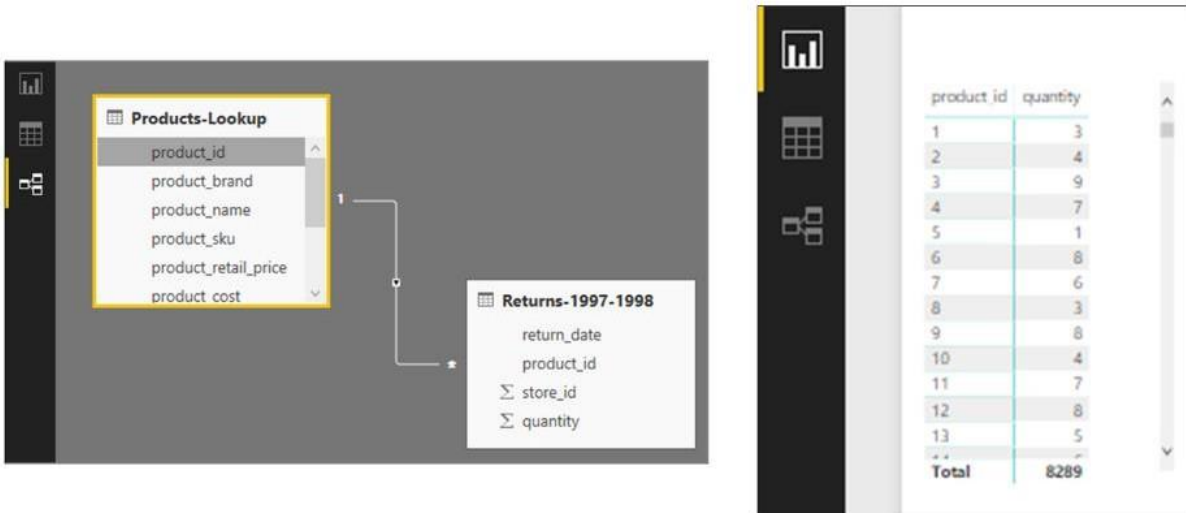 Products-Lookup
product_id
product_brand
product_name
product_sku
product_retail_price
product cost
1
*
Returns-1997-1998
return_date
product_id
Σ store_id
Σ quantity
product_id quantity
1 3
2 4
3 9
4 7
5 1
6 8
7 6
8 3
9 8
10 4
11 7
12 8
13 5
Total 8289